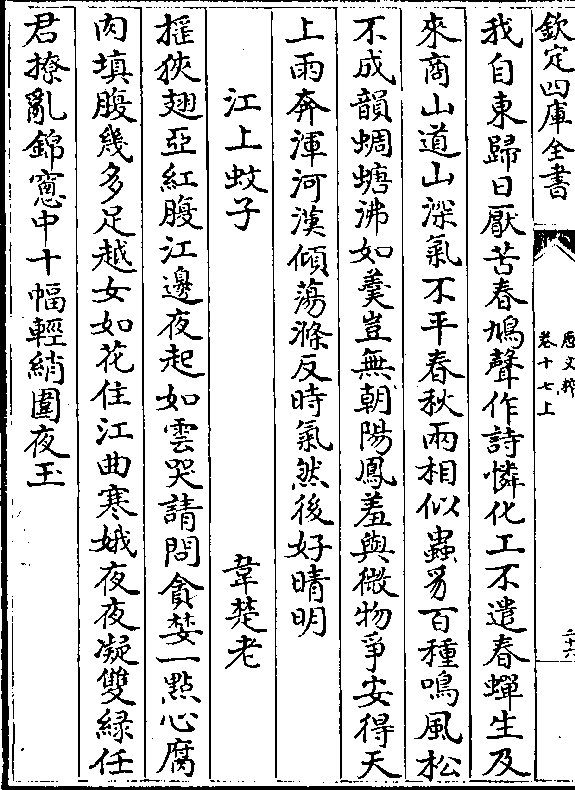 欽定四庫全書
唐文粹
卷十七上
二十六
我自東歸日厭苦春鳩聲作詩憐化工不遣春蟬生及
來商山道山深氣不平春秋兩相似蟲豸百種鳴風松
不成韻蜩螗沸如羹豈無朝陽鳳羞與微物爭安得天
上雨奔渾河漢傾蕩滌反時氣然後好晴明
江上蚊子　韋楚老
搖狹翅亞紅腹江邊夜起如雲哭請問貪婪一點心腐
肉填腹幾多足越女如花住江曲寒娥夜夜凝雙緑任
君撩亂錦窻中十幅輕綃圍夜玉